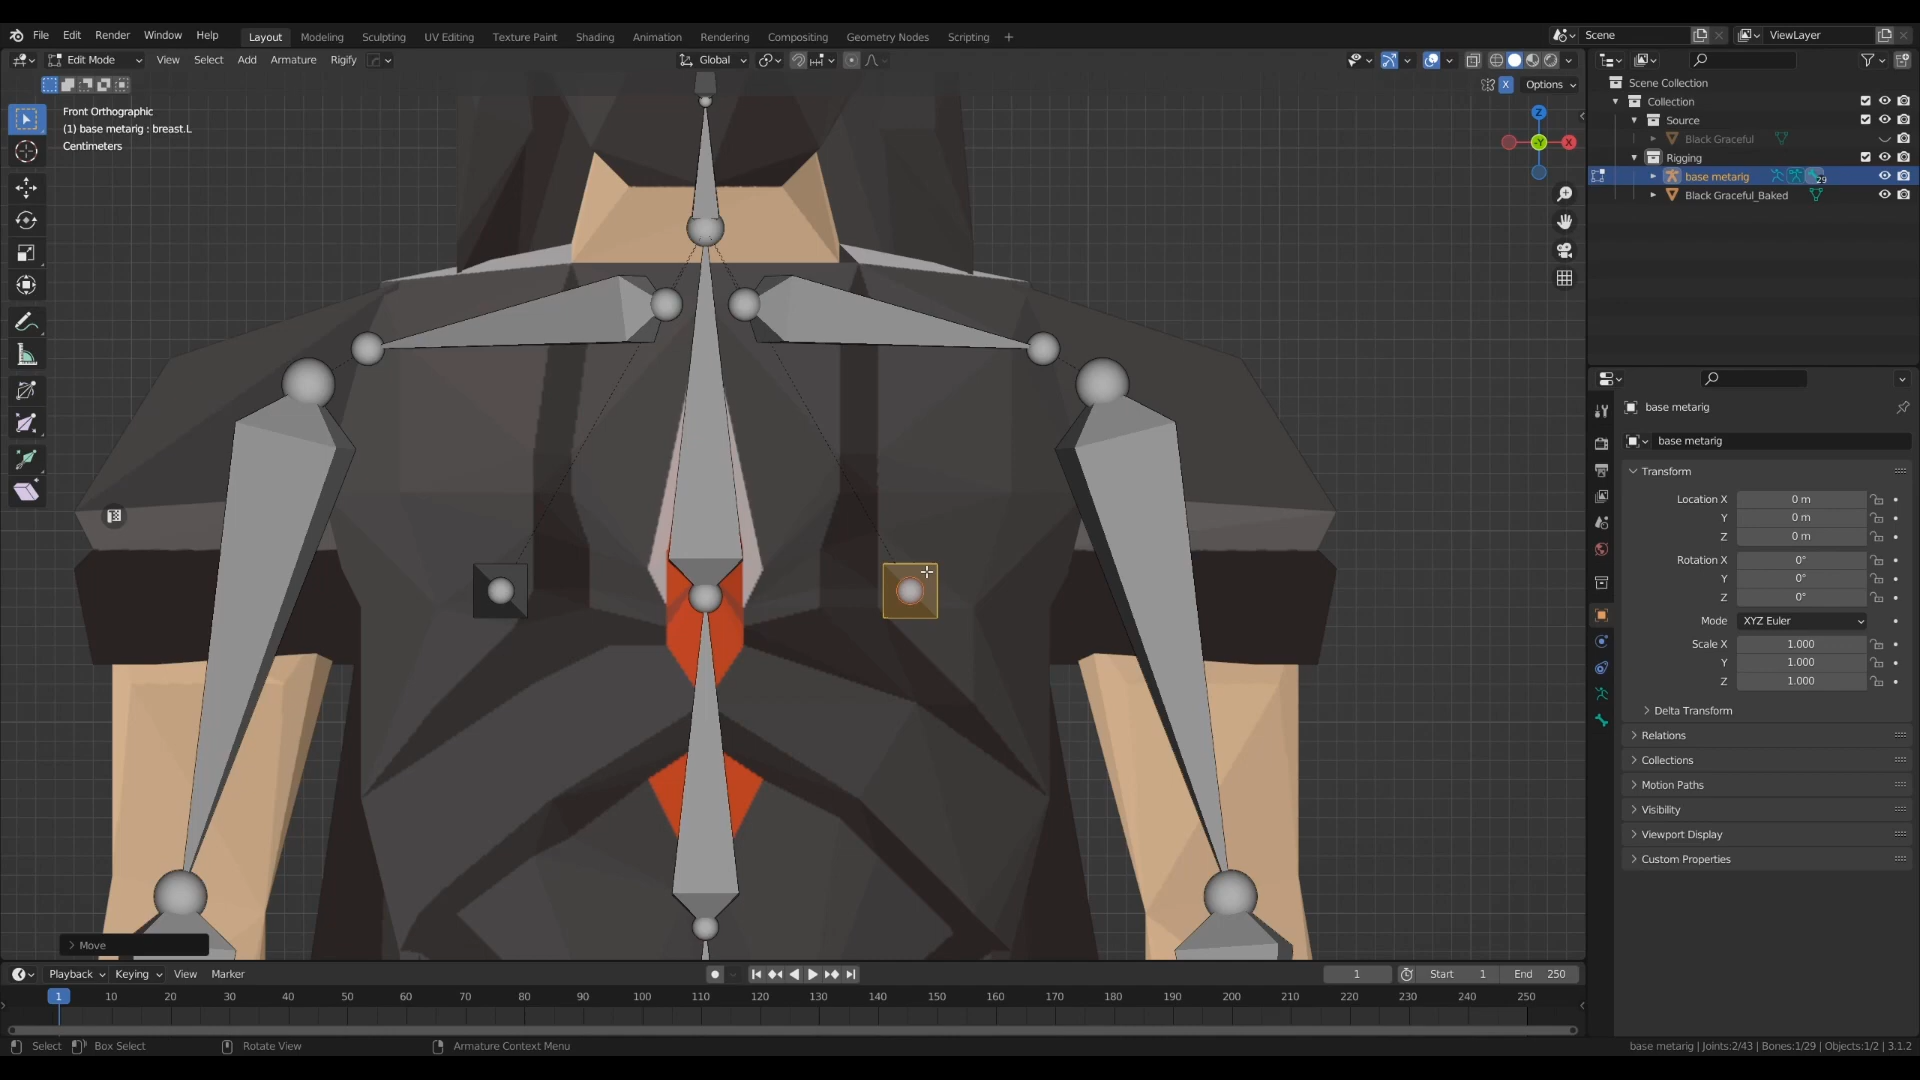 File Edit Render Window Help Layout Modeling Sculpting UV Editing Texture Paint Shading Animation Rendering Compositing Geometry Nodes Scripting + Scene ViewLayer
Edit Mode View Select Add Armature Rigify Global
X Options
Front Orthographic
(1) base metarig : breast.L
Centimeters
Z
-Y X
Scene Collection
Collection
Source
Black Graceful
Rigging
base metarig 29
Black Graceful_Baked
base metarig
base metarig
Transform
Location X 0 m
Y 0 m
Z 0 m
Rotation X 0°
Y 0°
Z 0°
Mode XYZ Euler
Scale X 1.000
Y 1.000
Z 1.000
Delta Transform
Relations
Collections
Motion Paths
Visibility
Viewport Display
Custom Properties
Move
Playback Keying View Marker 1 Start 1 End 250
1 10 20 30 40 50 60 70 80 90 100 110 120 130 140 150 160 170 180 190 200 210 220 230 240 250
Select Box Select Rotate View Armature Context Menu base metarig | Joints:2/43 | Bones:1/29 | Objects:1/2 | 3.1.2